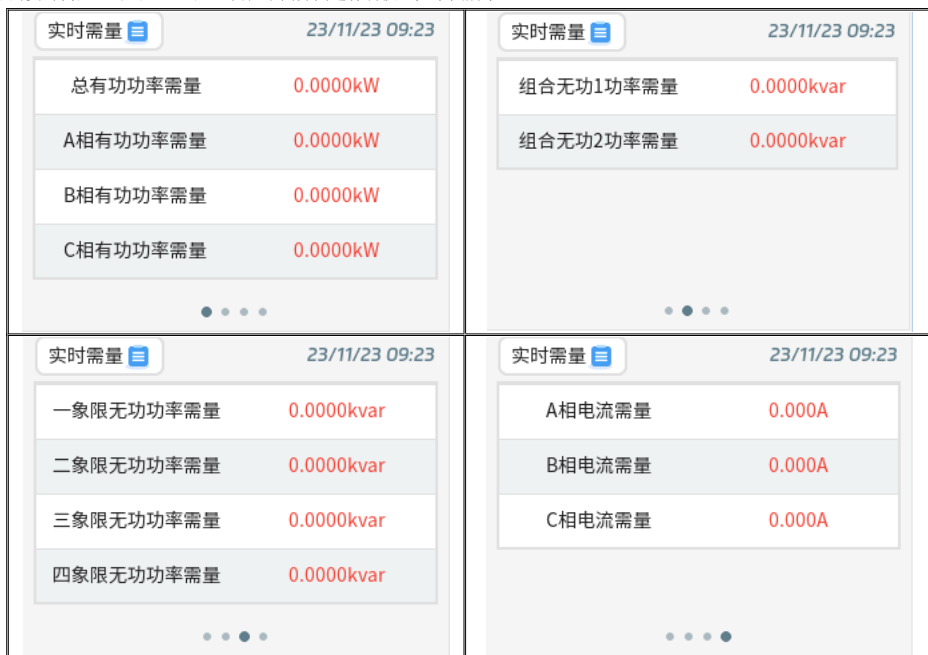 实时需量 23/11/23 09:23
总有功功率需量 0.0000kW
A相有功功率需量 0.0000kW
B相有功功率需量 0.0000kW
C相有功功率需量 0.0000kW
实时需量 23/11/23 09:23
组合无功1功率需量 0.0000kvar
组合无功2功率需量 0.0000kvar
实时需量 23/11/23 09:23
一象限无功功率需量 0.0000kvar
二象限无功功率需量 0.0000kvar
三象限无功功率需量 0.0000kvar
四象限无功功率需量 0.0000kvar
实时需量 23/11/23 09:23
A相电流需量 0.000A
B相电流需量 0.000A
C相电流需量 0.000A